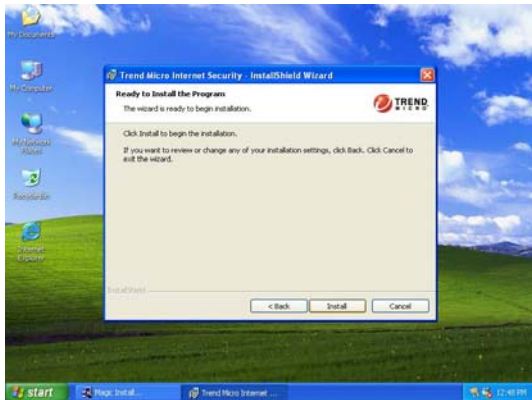 My Documents
My Computer
My Network
Places
Recycle Bin
Internet
Explorer
Trend Micro Internet Security - InstallShield Wizard
Ready to Install the Program
The wizard is ready to begin installation.
TREND
MICRO
Click Install to begin the installation.
If you want to review or change any of your installation settings, click Back. Click Cancel to
exit the wizard.
InstallShield
< Back
Install
Cancel
start
Magic Install...
Trend Micro Internet ...
12:48 PM